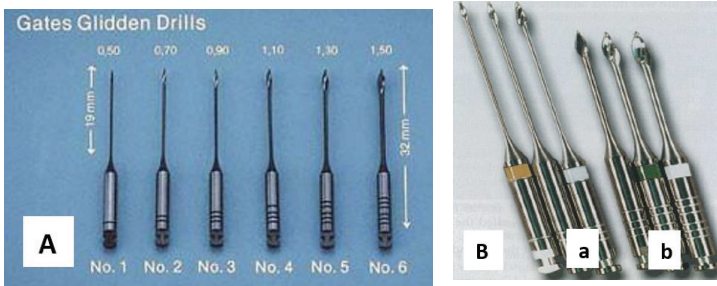 Gates Glidden Drills
0,50 0,70 0,90 1,10 1,30 1,50
19 mm
32 mm
A
No. 1 No. 2 No. 3 No. 4 No. 5 No. 6
B
a
b